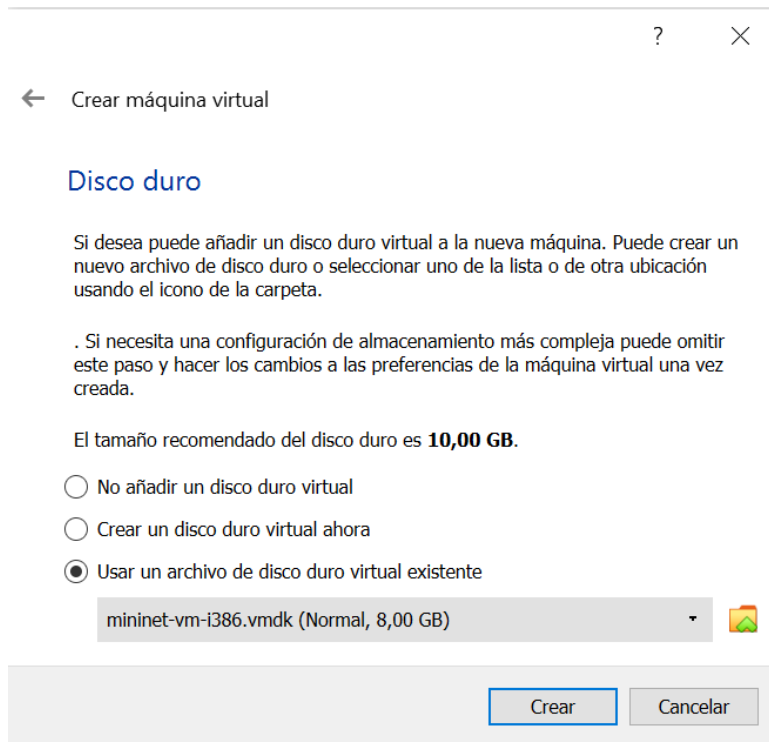 ?
Crear máquina virtual
Disco duro
Si desea puede añadir un disco duro virtual a la nueva máquina. Puede crear un
nuevo archivo de disco duro o seleccionar uno de la lista o de otra ubicación
usando el icono de la carpeta.
. Si necesita una configuración de almacenamiento más compleja puede omitir
este paso y hacer los cambios a las preferencias de la máquina virtual una vez
creada.
El tamaño recomendado del disco duro es 10,00 GB.
No añadir un disco duro virtual
Crear un disco duro virtual ahora
Usar un archivo de disco duro virtual existente
mininet-vm-i386.vmdk (Normal, 8,00 GB)
Crear Cancelar